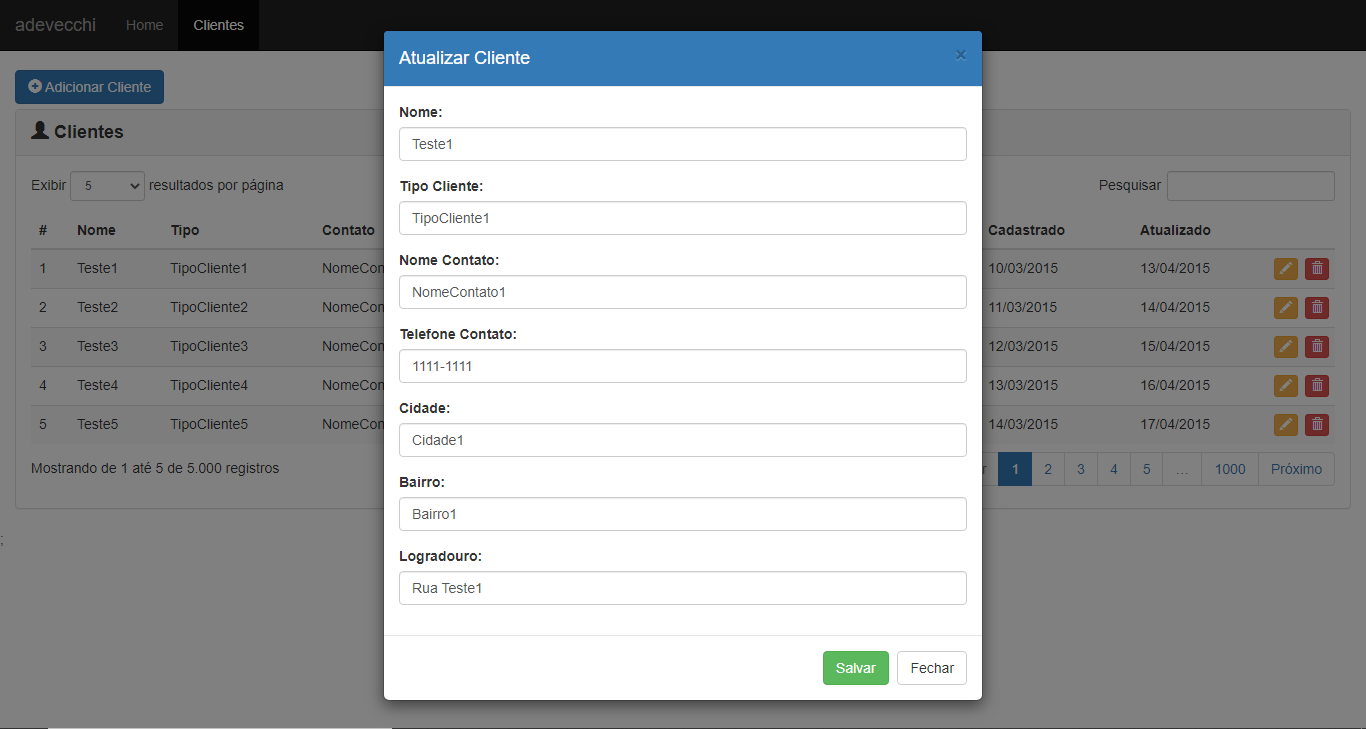 adevecchi Home Clientes
Adicionar Cliente
Clientes
Exibir 5 resultados por página
Pesquisar
# Nome Tipo Contato Cadastrado Atualizado
1 Teste1 TipoCliente1 NomeCon 10/03/2015 13/04/2015
2 Teste2 TipoCliente2 NomeCon 11/03/2015 14/04/2015
3 Teste3 TipoCliente3 NomeCon 12/03/2015 15/04/2015
4 Teste4 TipoCliente4 NomeCon 13/03/2015 16/04/2015
5 Teste5 TipoCliente5 NomeCon 14/03/2015 17/04/2015
Mostrando de 1 até 5 de 5.000 registros
r 1 2 3 4 5 … 1000 Próximo
;
Atualizar Cliente ×
Nome:
Teste1
Tipo Cliente:
TipoCliente1
Nome Contato:
NomeContato1
Telefone Contato:
1111-1111
Cidade:
Cidade1
Bairro:
Bairro1
Logradouro:
Rua Teste1
Salvar Fechar